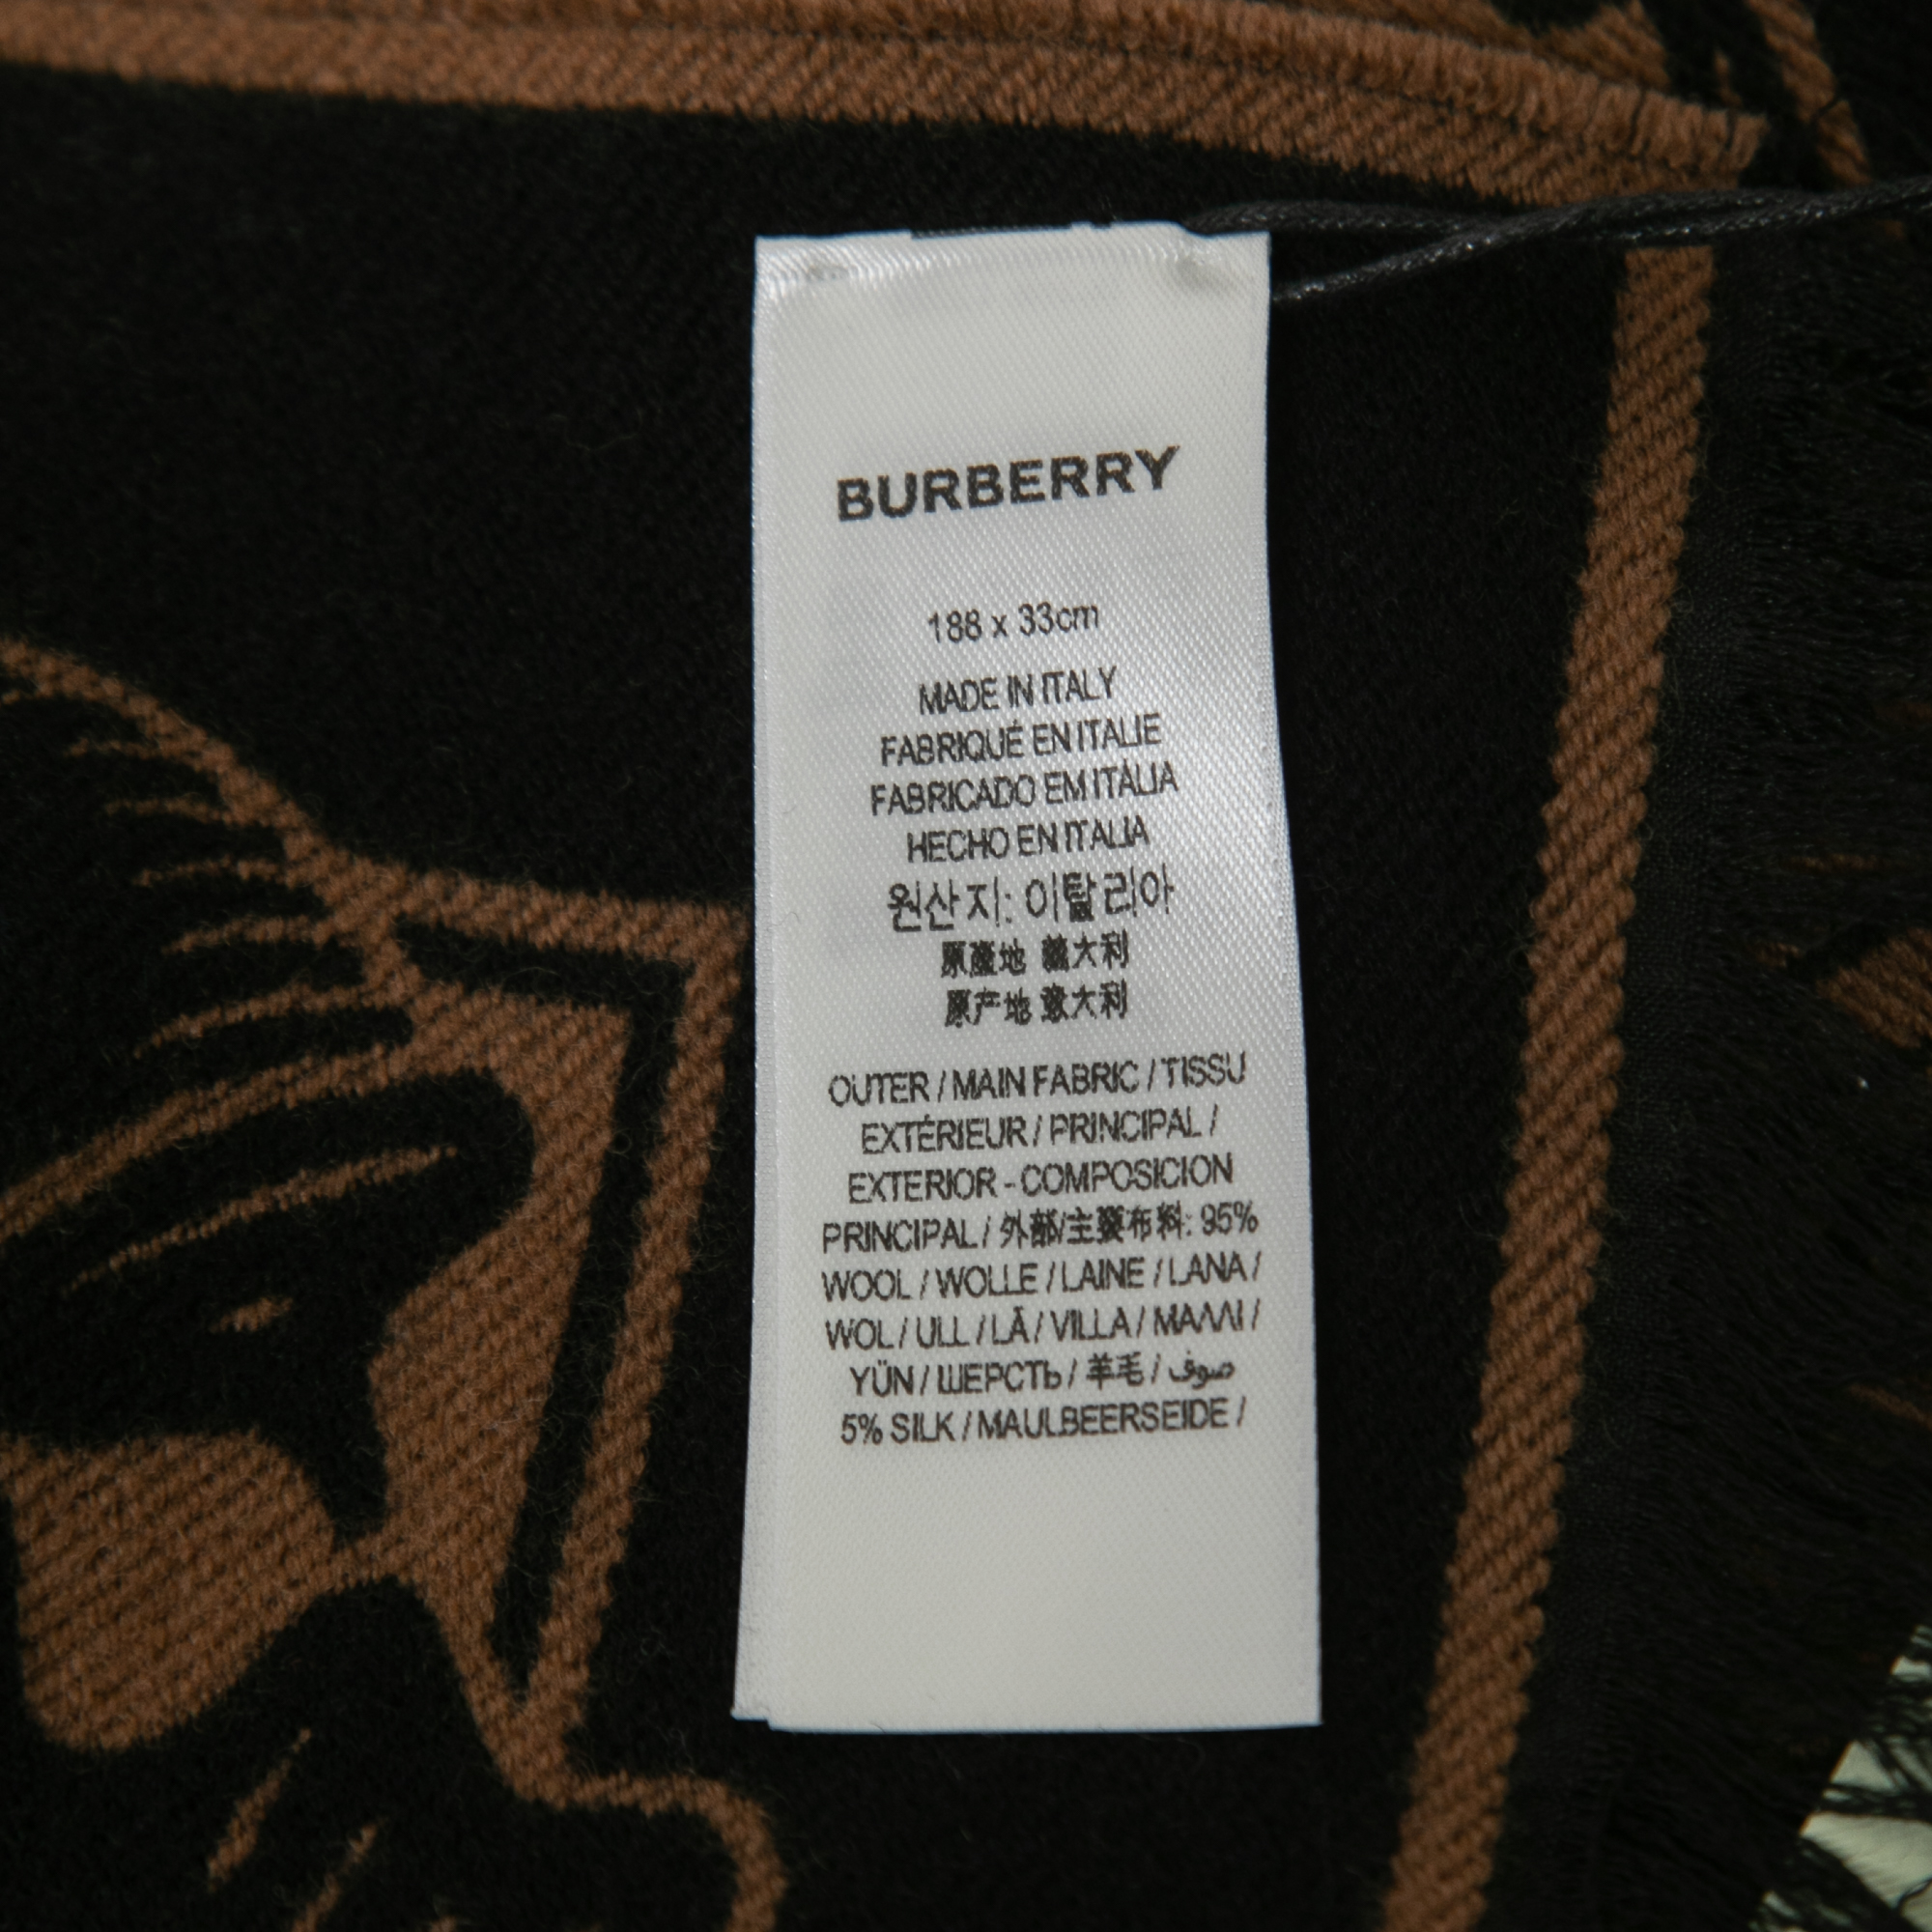 BURBERRY
188 x 33cm
MADE IN ITALY
FABRIQUÉ EN ITALIE
FABRICADO EM ITÁLIA
HECHO EN ITALIA
원산지: 이탈리아
原產地 義大利
原产地 意大利
OUTER / MAIN FABRIC / TISSU
EXTÉRIEUR / PRINCIPAL /
EXTERIOR - COMPOSICION
PRINCIPAL / 外部/主要布料: 95%
WOOL / WOLLE / LAINE / LANA /
WOL / ULL / LÃ / VILLA / ΜΑΛΛΙ /
YÜN / ШЕРСТЬ / 羊毛 / صوف
5% SILK / MAULBEERSEIDE /